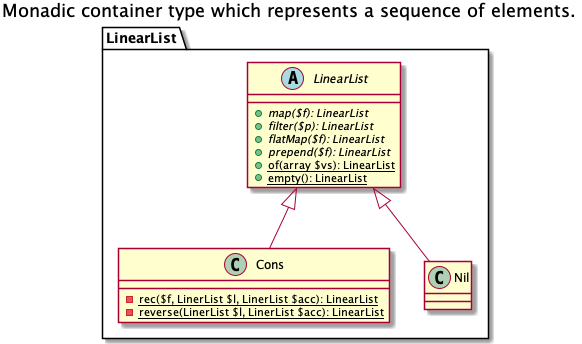 Monadic container type which represents a sequence of elements.
LinearList
A LinearList
map($f): LinearList
filter($p): LinearList
flatMap($f): LinearList
prepend($f): LinearList
of(array $vs): LinearList
empty(): LinearList
C Cons
rec($f, LinerList $l, LinerList $acc): LinearList
reverse(LinerList $l, LinerList $acc): LinearList
C Nil